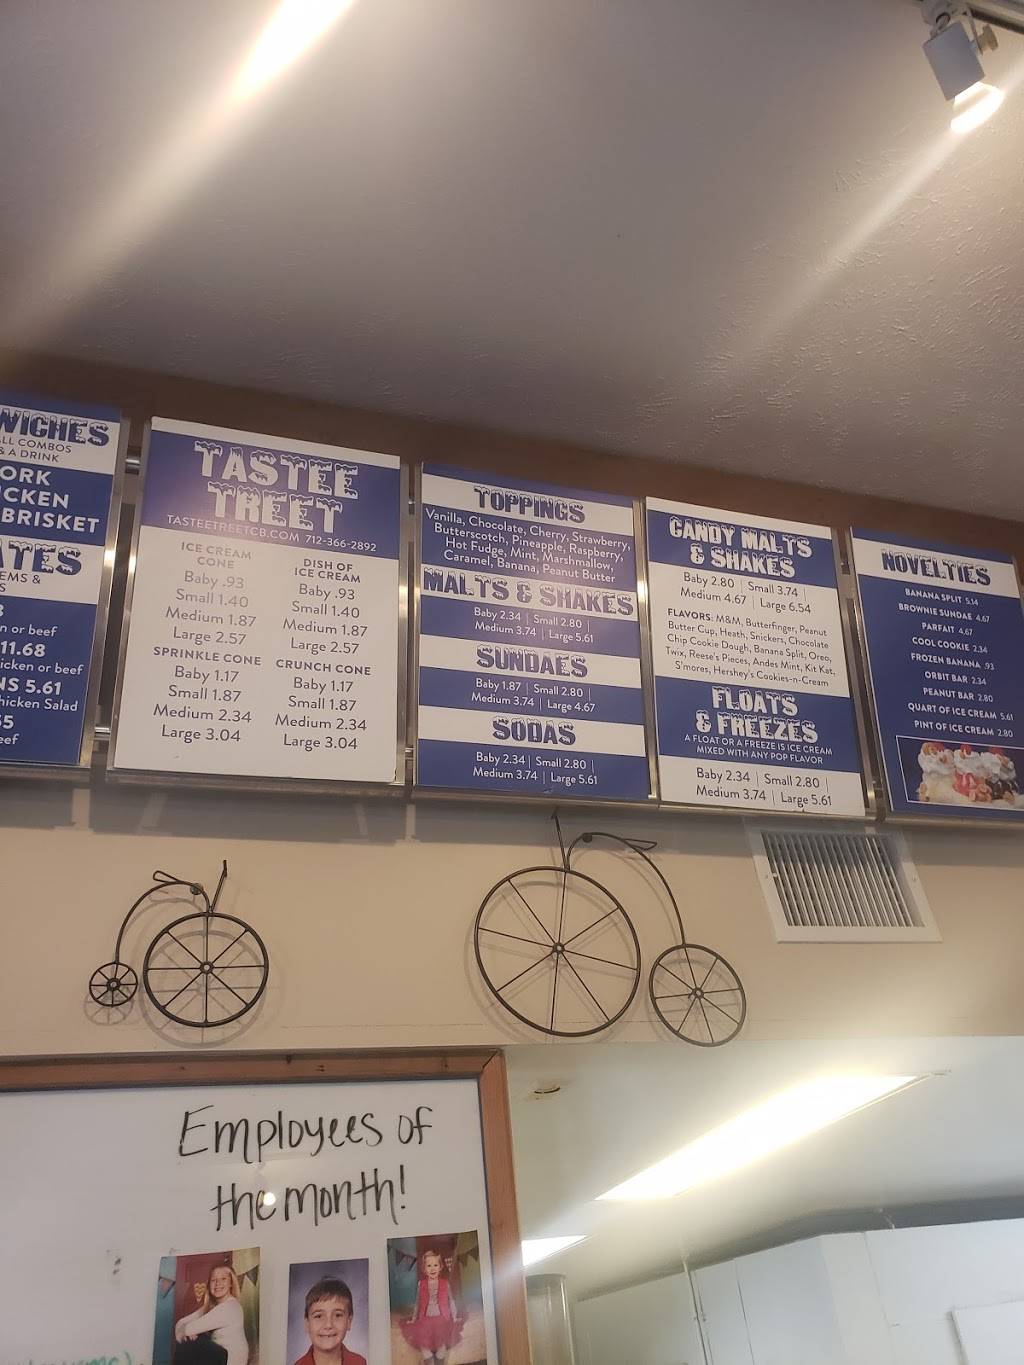 WICHES
ALL COMBOS
& A DRINK
ORK
ICKEN
BRISKET
ATES
EMS &
n or beef
11.68
hicken or beef
NS 5.61
hicken Salad
eef
TASTEE
TREET
TASTEETREETCB.COM 712-366-2892
ICE CREAM
CONE
Baby .93
Small 1.40
Medium 1.87
Large 2.57
DISH OF
ICE CREAM
Baby .93
Small 1.40
Medium 1.87
Large 2.57
SPRINKLE CONE
Baby 1.17
Small 1.87
Medium 2.34
Large 3.04
CRUNCH CONE
Baby 1.17
Small 1.87
Medium 2.34
Large 3.04
TOPPINGS
Vanilla, Chocolate, Cherry, Strawberry,
Butterscotch, Pineapple, Raspberry,
Hot Fudge, Mint, Marshmallow,
Caramel, Banana, Peanut Butter
MALTS & SHAKES
Baby 2.34 | Small 2.80 |
Medium 3.74 | Large 5.61
SUNDAES
Baby 1.87 | Small 2.80 |
Medium 3.74 | Large 4.67
SODAS
Baby 2.34 | Small 2.80 |
Medium 3.74 | Large 5.61
CANDY MALTS
& SHAKES
Baby 2.80 | Small 3.74 |
Medium 4.67 | Large 6.54
FLAVORS: M&M, Butterfinger, Peanut
Butter Cup, Heath, Snickers, Chocolate
Chip Cookie Dough, Banana Split, Oreo,
Twix, Reese's Pieces, Andes Mint, Kit Kat,
S'mores, Hershey's Cookies-n-Cream
FLOATS
& FREEZES
A FLOAT OR A FREEZE IS ICE CREAM
MIXED WITH ANY POP FLAVOR
Baby 2.34 | Small 2.80 |
Medium 3.74 | Large 5.61
NOVELTIES
BANANA SPLIT 5.14
BROWNIE SUNDAE 4.67
PARFAIT 4.67
COOL COOKIE 2.34
FROZEN BANANA .93
ORBIT BAR 2.34
PEANUT BAR 2.80
QUART OF ICE CREAM 5.61
PINT OF ICE CREAM 2.80
Employees of
the month!